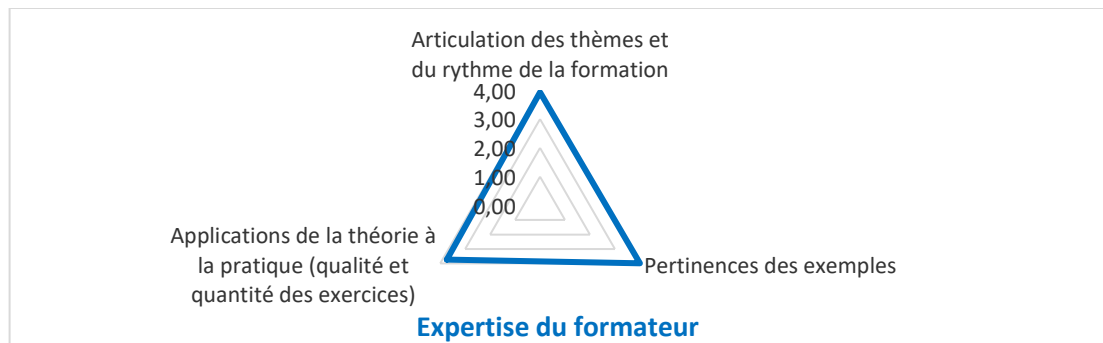 Articulation des thèmes et
du rythme de la formation
4,00
3,00
2,00
1,00
0,00
Applications de la théorie à
la pratique (qualité et
quantité des exercices)
Pertinences des exemples
Expertise du formateur